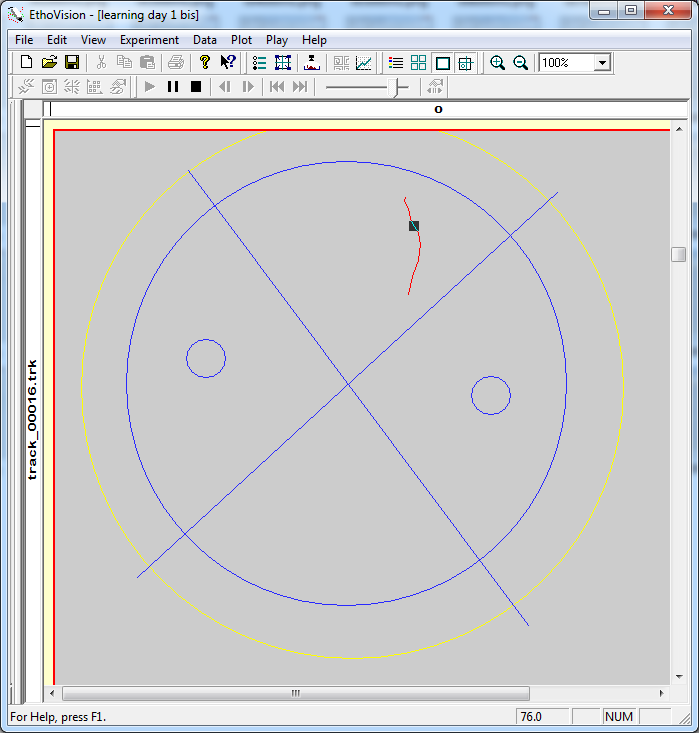 EthoVision - [learning day 1 bis]
File Edit View Experiment Data Plot Play Help
100%
O
track_00016.trk
For Help, press F1.
76.0
NUM